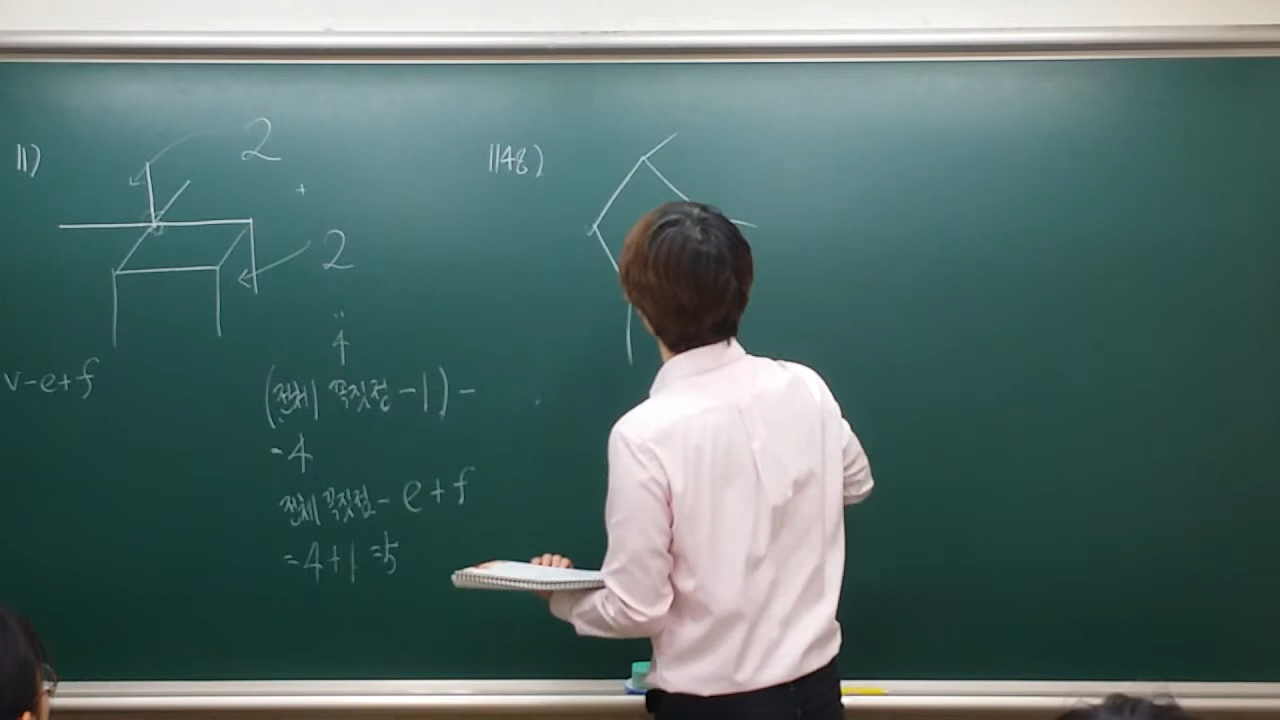 11)
2
2
4
v-e+f
(전체 꼭짓점 -1) -
=4
전체 꼭짓점 - e+f
=4+1=5
1148)